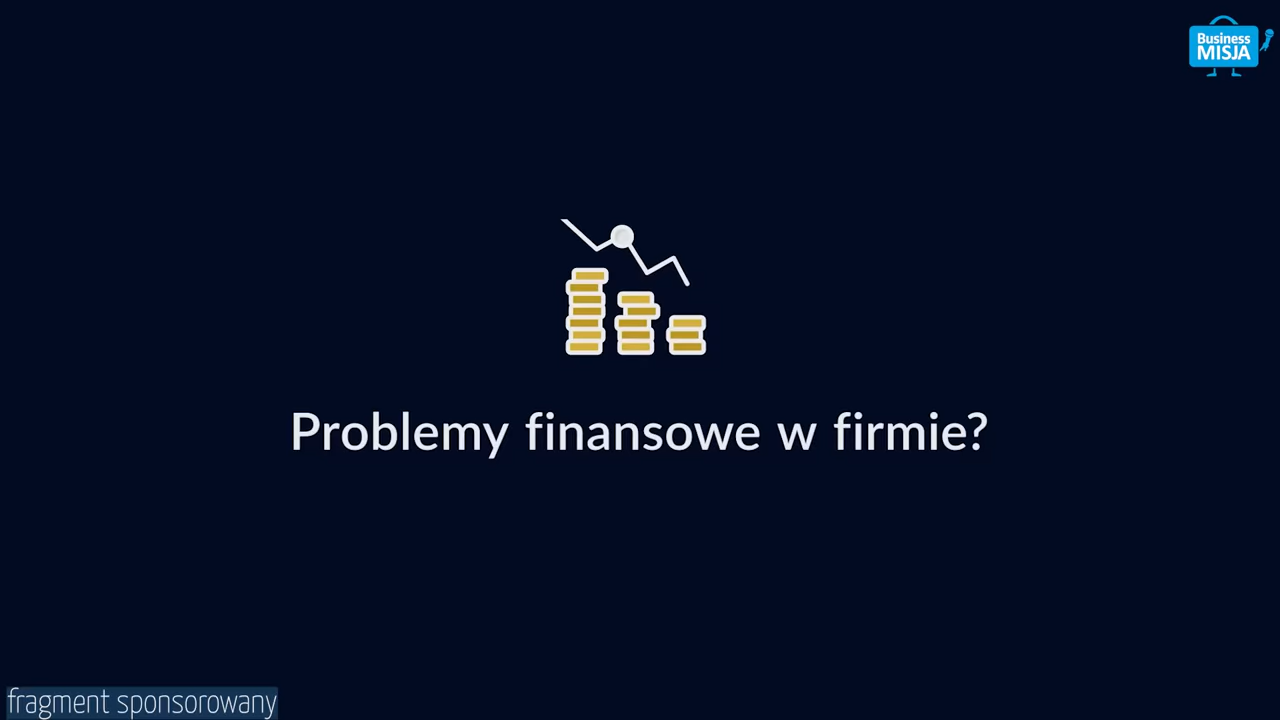 Business
MISJA
Problemy finansowe w firmie?
fragment sponsorowany